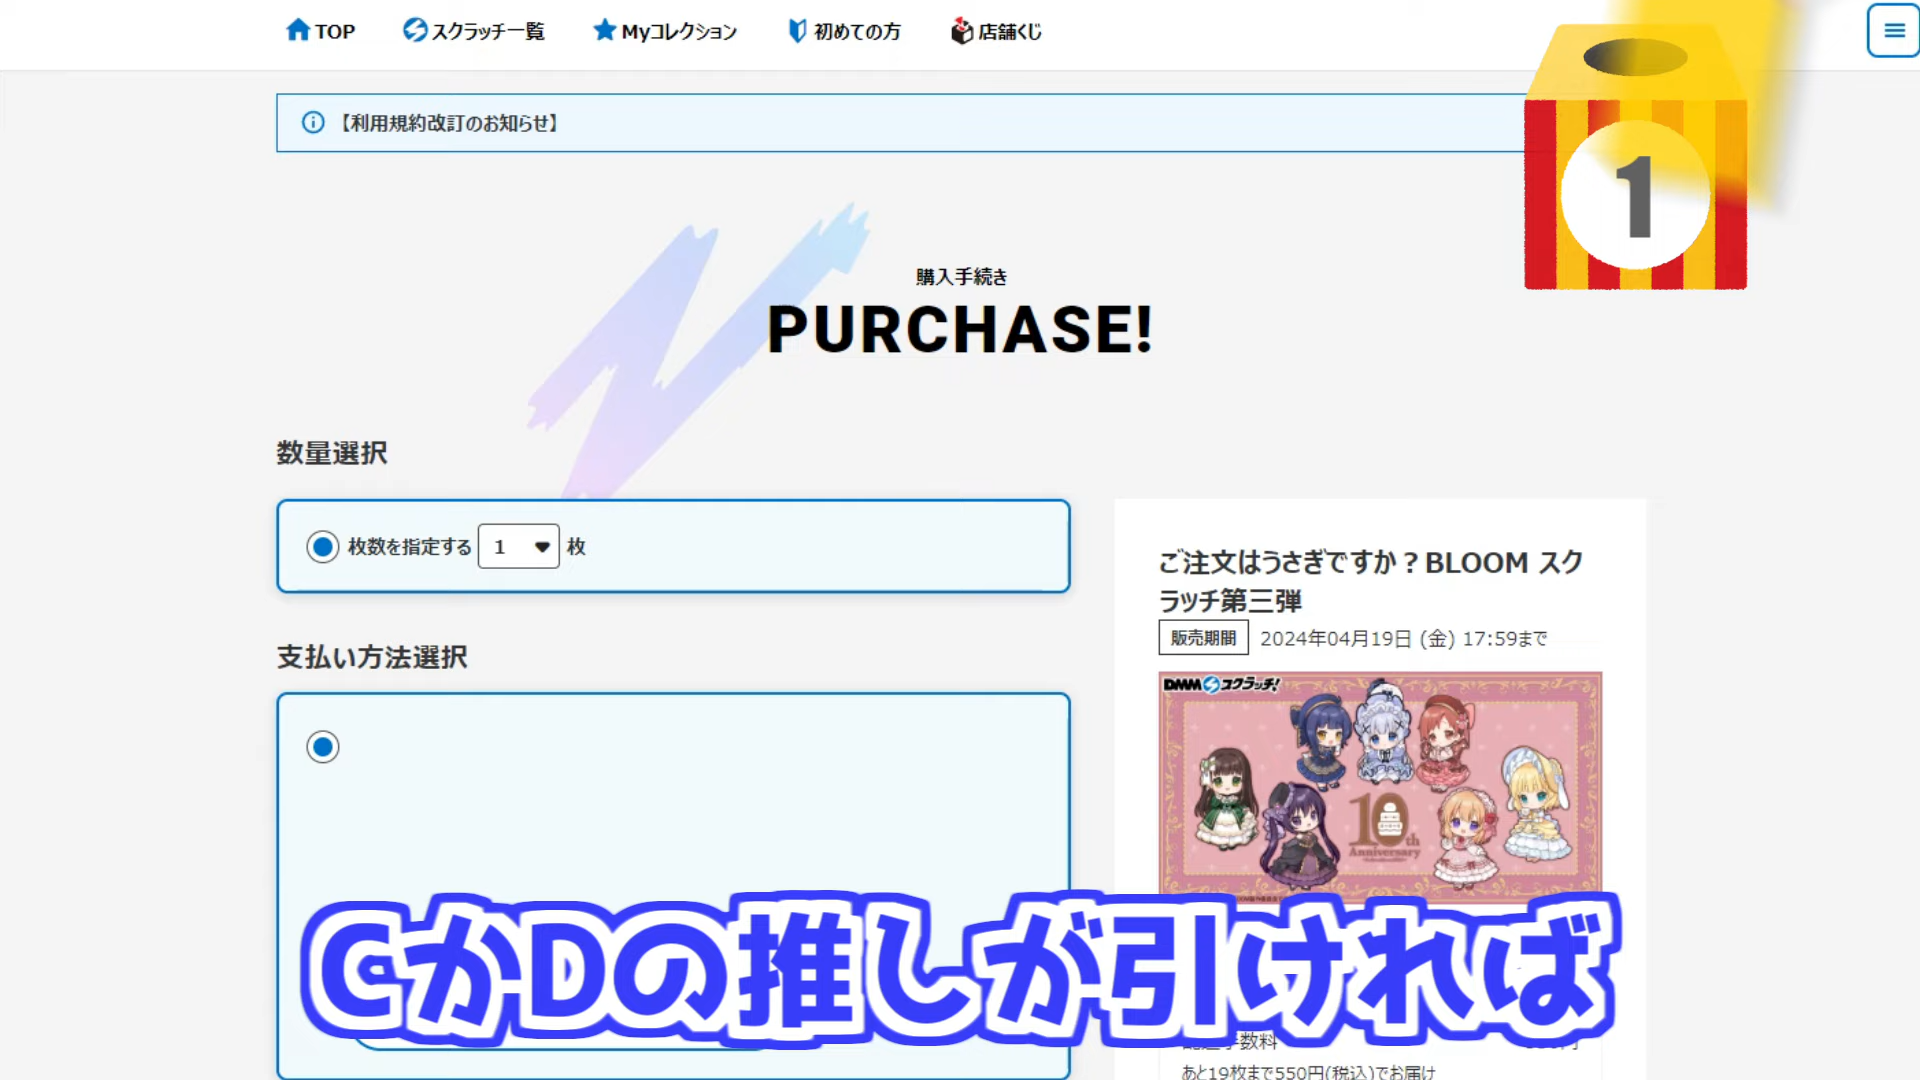 TOP
スクラッチ一覧
Myコレクション
初めての方
店舗くじ
【利用規約改訂のお知らせ】
1
購入手続き
PURCHASE!
数量選択
枚数を指定する 1 枚
支払い方法選択
ご注文はうさぎですか？BLOOM スク
ラッチ第三弾
販売期間 2024年04月19日 (金) 17:59まで
DMMスクラッチ!
10th
Anniversary
CかDの推しが引ければ
あと19枚まで550円(税込)でお届け